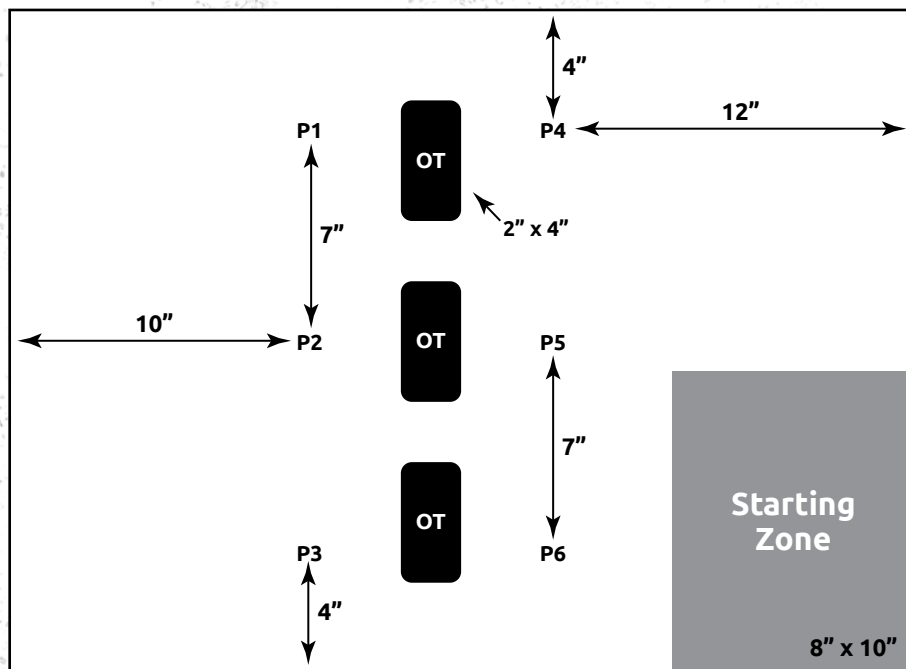 4”
12”
P1
P4
OT
7”
2” x 4”
10”
P2
OT
P5
7”
Starting
Zone
OT
P3
P6
4”
8” x 10”